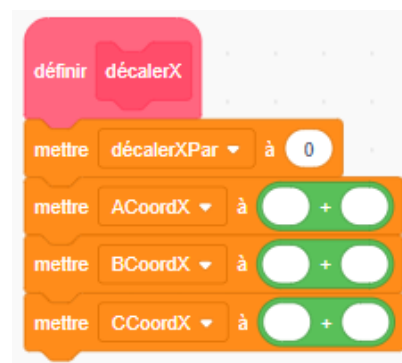 définir décalerX
mettre décalerXPar à 0
mettre ACoordX à +
mettre BCoordX à +
mettre CCoordX à +